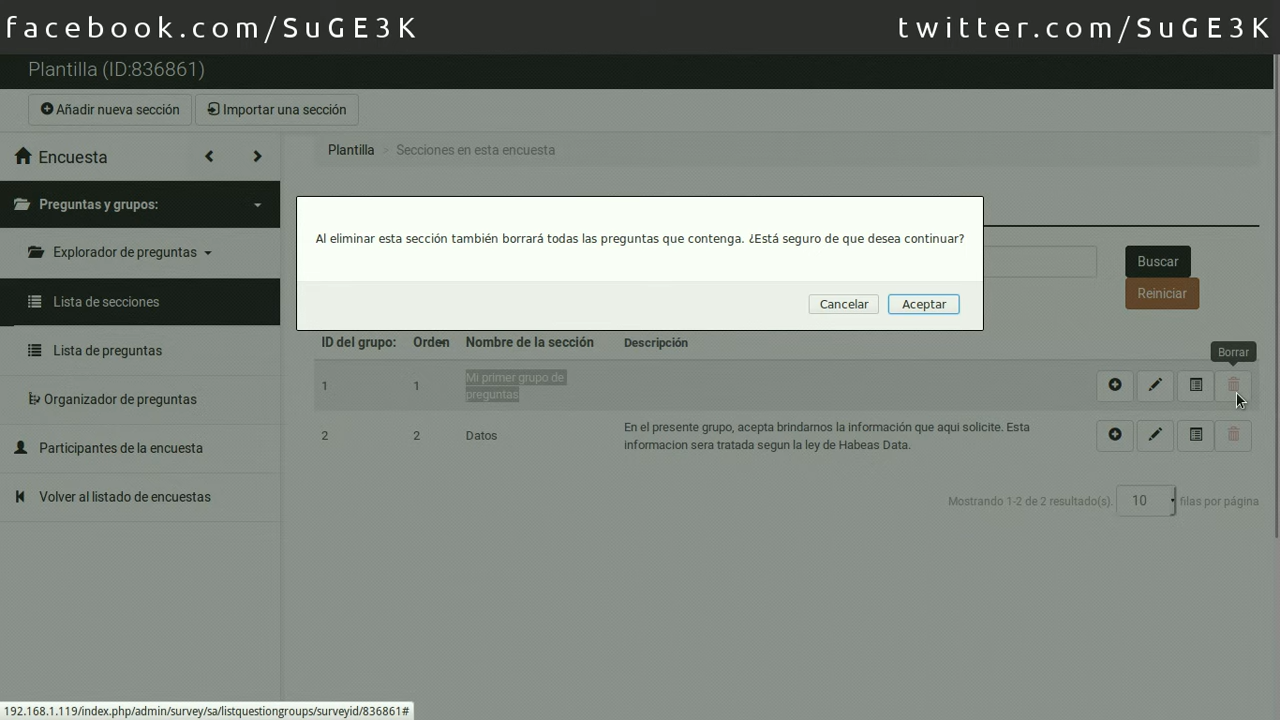 facebook.com/SuGE3K
twitter.com/SuGE3K
Plantilla (ID:836861)
Añadir nueva sección
Importar una sección
Encuesta
Plantilla > Secciones en esta encuesta
Preguntas y grupos:
Explorador de preguntas
Lista de secciones
Lista de preguntas
Organizador de preguntas
Participantes de la encuesta
Volver al listado de encuestas
Al eliminar esta sección también borrará todas las preguntas que contenga. ¿Está seguro de que desea continuar?
Cancelar
Aceptar
Buscar
Reiniciar
ID del grupo:
Orden
Nombre de la sección
Descripción
Borrar
1
1
Mi primer grupo de
preguntas
2
2
Datos
En el presente grupo, acepta brindarnos la información que aqui solicite. Esta
informacion sera tratada segun la ley de Habeas Data.
Mostrando 1-2 de 2 resultado(s). 10 filas por página
192.168.1.119/index.php/admin/survey/sa/listquestiongroups/surveyid/836861#